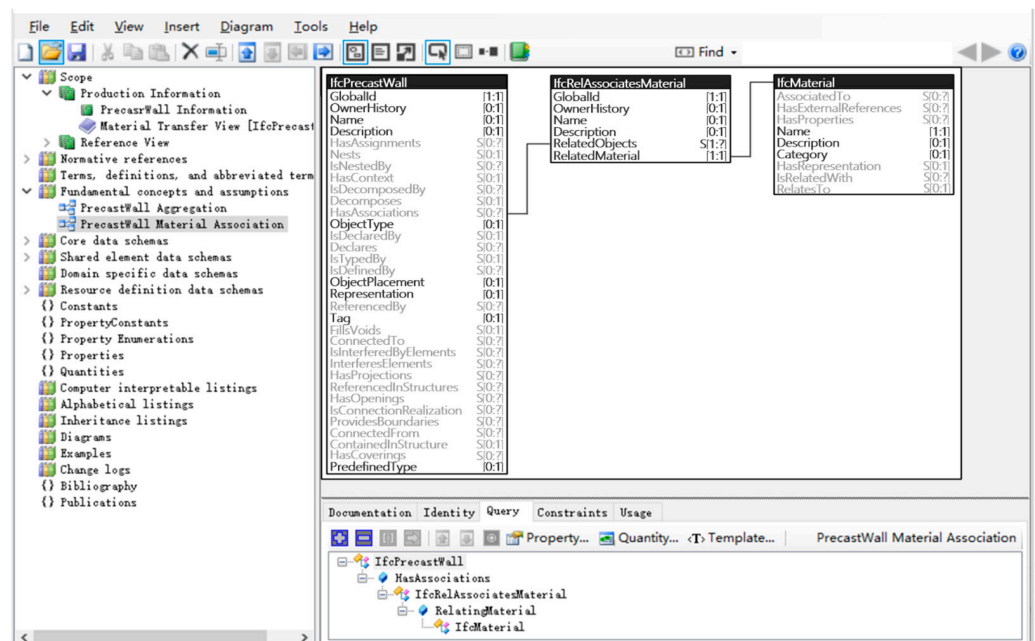 File Edit View Insert Diagram Tools Help
Find
Scope
Production Information
PrecasrWall Information
Material Transfer View [IfcPrecast
Reference View
Normative references
Terms, definitions, and abbreviated term
Fundamental concepts and assumptions
PrecastWall Aggregation
PrecastWall Material Association
Core data schemas
Shared element data schemas
Domain specific data schemas
Resource definition data schemas
{} Constants
{} PropertyConstants
{} Property Enumerations
{} Properties
{} Quantities
Computer interpretable listings
Alphabetical listings
Inheritance listings
Diagrams
Examples
Change logs
{} Bibliography
{} Publications
IfcPrecastWall
GlobalId [1:1]
OwnerHistory [0:1]
Name [0:1]
Description [0:1]
HasAssignments S[0:?]
Nests S[0:1]
IsNestedBy S[0:?]
HasContext S[0:1]
IsDecomposedBy S[0:?]
Decomposes S[0:1]
HasAssociations S[0:?]
ObjectType [0:1]
IsDeclaredBy S[0:1]
Declares S[0:?]
IsTypedBy S[0:1]
IsDefinedBy S[0:?]
ObjectPlacement [0:1]
Representation [0:1]
ReferencedBy S[0:?]
Tag [0:1]
FillsVoids S[0:1]
ConnectedTo S[0:?]
IsInterferedByElements S[0:?]
InterferesElements S[0:?]
HasProjections S[0:?]
ReferencedInStructures S[0:?]
HasOpenings S[0:?]
IsConnectionRealization S[0:?]
ProvidesBoundaries S[0:?]
ConnectedFrom S[0:?]
ContainedInStructure S[0:1]
HasCoverings S[0:?]
PredefinedType [0:1]
IfcRelAssociatesMaterial
GlobalId [1:1]
OwnerHistory [0:1]
Name [0:1]
Description [0:1]
RelatedObjects S[1:?]
RelatedMaterial [1:1]
IfcMaterial
AssociatedTo S[0:?]
HasExternalReferences S[0:?]
HasProperties S[0:?]
Name [1:1]
Description [0:1]
Category [0:1]
HasRepresentation S[0:1]
IsRelatedWith S[0:?]
RelatesTo S[0:1]
Documentation Identity Query Constraints Usage
Property... Quantity... <T> Template... PrecastWall Material Association
IfcPrecastWall
HasAssociations
IfcRelAssociatesMaterial
RelatingMaterial
IfcMaterial